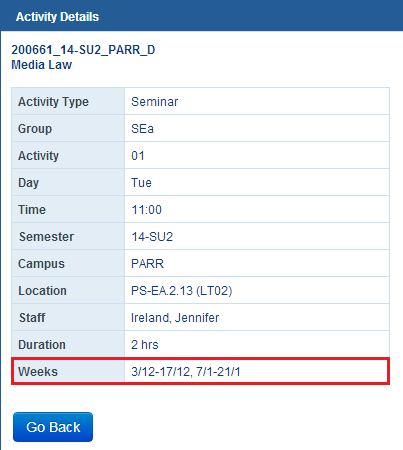 Activity Details
200661_14-SU2_PARR_D
Media Law
Activity Type Seminar
Group SEa
Activity 01
Day Tue
Time 11:00
Semester 14-SU2
Campus PARR
Location PS-EA.2.13 (LT02)
Staff Ireland, Jennifer
Duration 2 hrs
Weeks 3/12-17/12, 7/1-21/1
Go Back